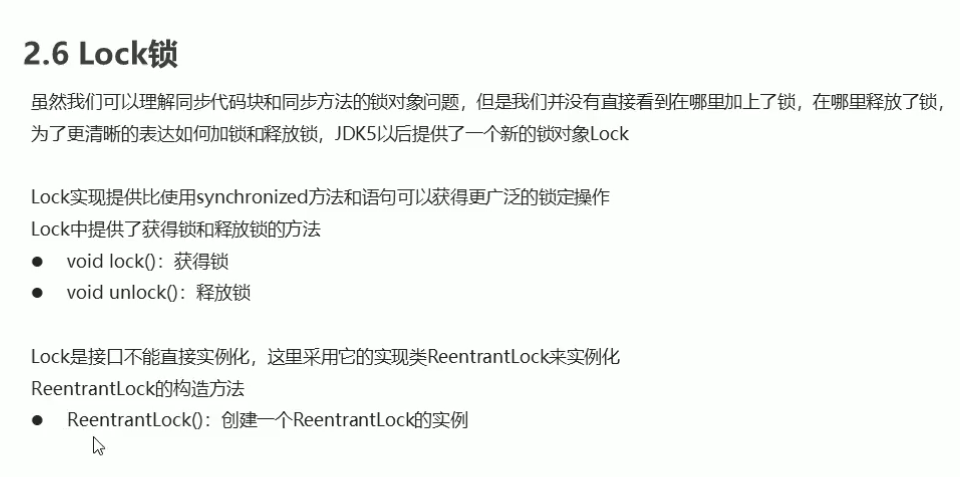 2.6 Lock锁
虽然我们可以理解同步代码块和同步方法的锁对象问题，但是我们并没有直接看到在哪里加上了锁，在哪里释放了锁，
为了更清晰的表达如何加锁和释放锁，JDK5以后提供了一个新的锁对象Lock
Lock实现提供比使用synchronized方法和语句可以获得更广泛的锁定操作
Lock中提供了获得锁和释放锁的方法
● void lock()：获得锁
● void unlock()：释放锁
Lock是接口不能直接实例化，这里采用它的实现类ReentrantLock来实例化
ReentrantLock的构造方法
● ReentrantLock()：创建一个ReentrantLock的实例